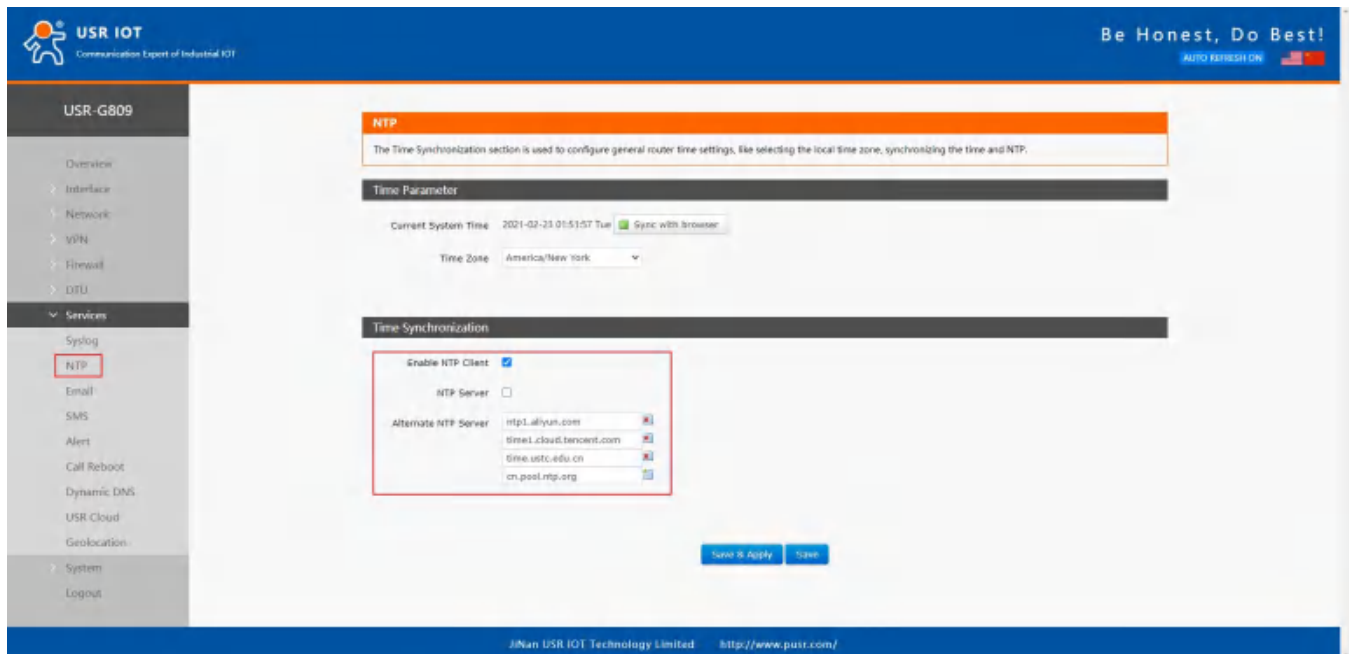 USR IOT
Communication Expert of Industrial IOT
Be Honest, Do Best!
AUTO REFRESH ON
USR-G809
Overview
Interface
Network
VPN
Firewall
DTU
Services
Syslog
NTP
Email
SMS
Alert
Call Reboot
Dynamic DNS
USR Cloud
Geolocation
System
Logout
NTP
The Time Synchronization section is used to configure general router time settings, like selecting the local time zone, synchronizing the time and NTP.
Time Parameter
Current System Time 2021-02-23 01:51:57 Tue Sync with browser
Time Zone America/New York
Time Synchronization
Enable NTP Client
NTP Server
Alternate NTP Server ntp1.aliyun.com
time1.cloud.tencent.com
time.ustc.edu.cn
cn.pool.ntp.org
Save & Apply Save
JiNan USR IOT Technology Limited http://www.pusr.com/